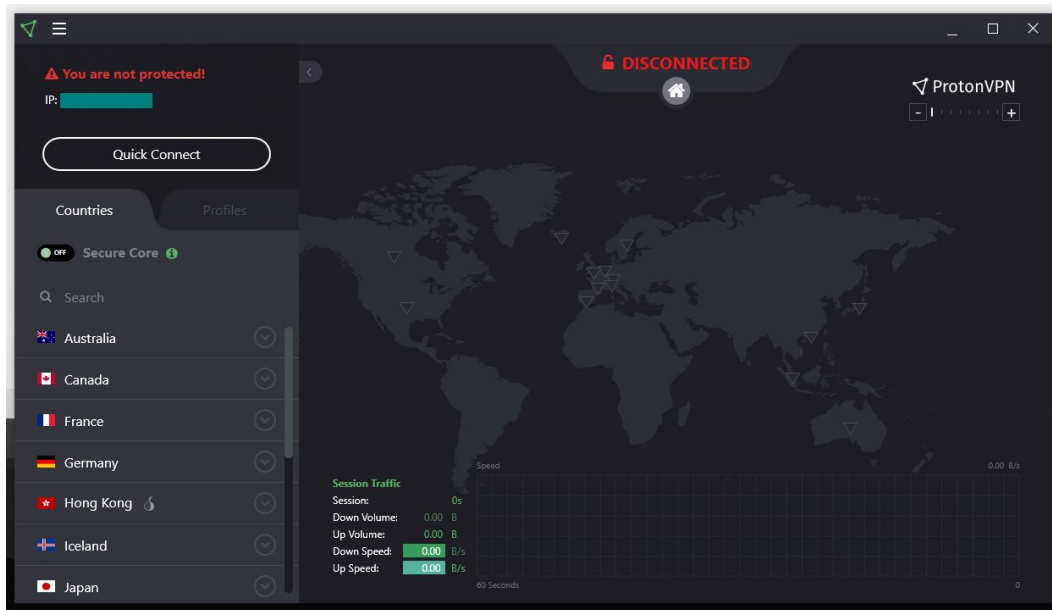 You are not protected!
IP:
Quick Connect
Countries
Profiles
OFF
Secure Core
Search
Australia
Canada
France
Germany
Hong Kong
Iceland
Japan
DISCONNECTED
ProtonVPN
- +
Session Traffic
Session: 0s
Down Volume: 0.00 B
Up Volume: 0.00 B
Down Speed: 0.00 B/s
Up Speed: 0.00 B/s
Speed
0.00 B/s
60 Seconds
0